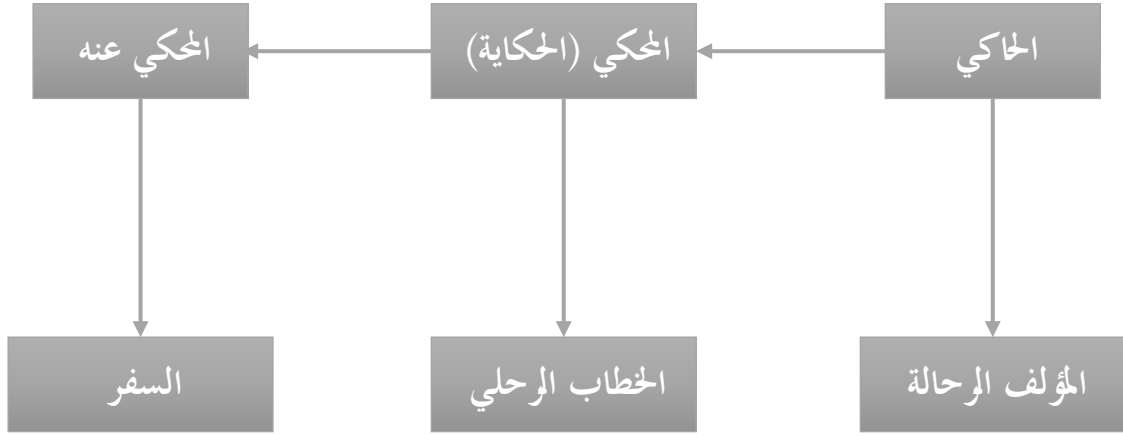 الحاكي
المحكي (الحكاية)
المحكي عنه
المؤلف الرحالة
الخطاب الرحلي
السفر